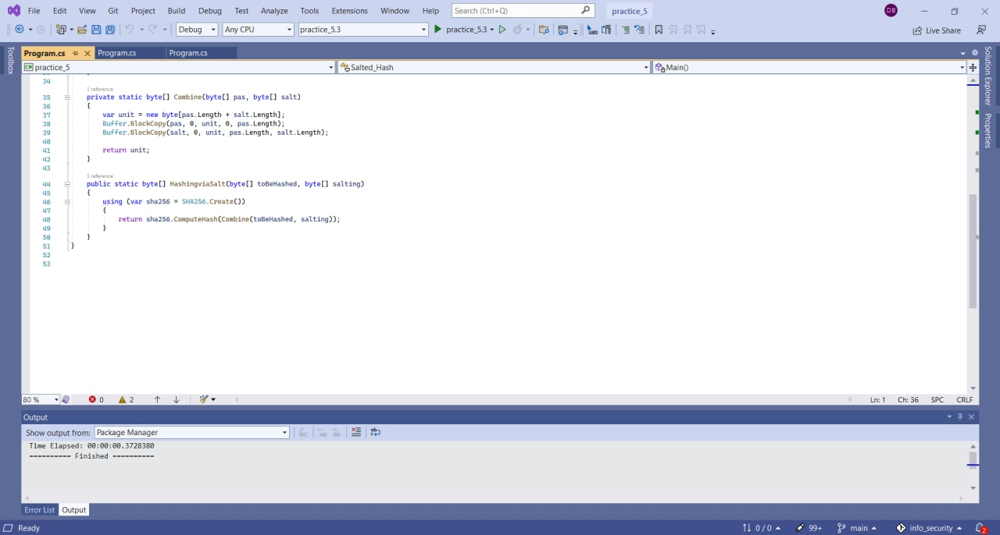 File Edit View Git Project Build Debug Test Analyze Tools Extensions Window Help Search (Ctrl+Q) practice_5 DB
Debug Any CPU practice_5.3 practice_5.3 Live Share
Toolbox
Program.cs Program.cs Program.cs
practice_5 Salted_Hash Main()
Solution Explorer
Properties
34
1 reference
35 private static byte[] Combine(byte[] pas, byte[] salt)
36 {
37 var unit = new byte[pas.Length + salt.Length];
38 Buffer.BlockCopy(pas, 0, unit, 0, pas.Length);
39 Buffer.BlockCopy(salt, 0, unit, pas.Length, salt.Length);
40
41 return unit;
42 }
43
1 reference
44 public static byte[] HashingviaSalt(byte[] toBeHashed, byte[] salting)
45 {
46 using (var sha256 = SHA256.Create())
47 {
48 return sha256.ComputeHash(Combine(toBeHashed, salting));
49 }
50 }
51 }
52
53
80 % 0 2 Ln: 1 Ch: 36 SPC CRLF
Output
Show output from: Package Manager
Time Elapsed: 00:00:00.3728380
========== Finished ==========
Error List Output
Ready 0 / 0 99+ main info_security 2